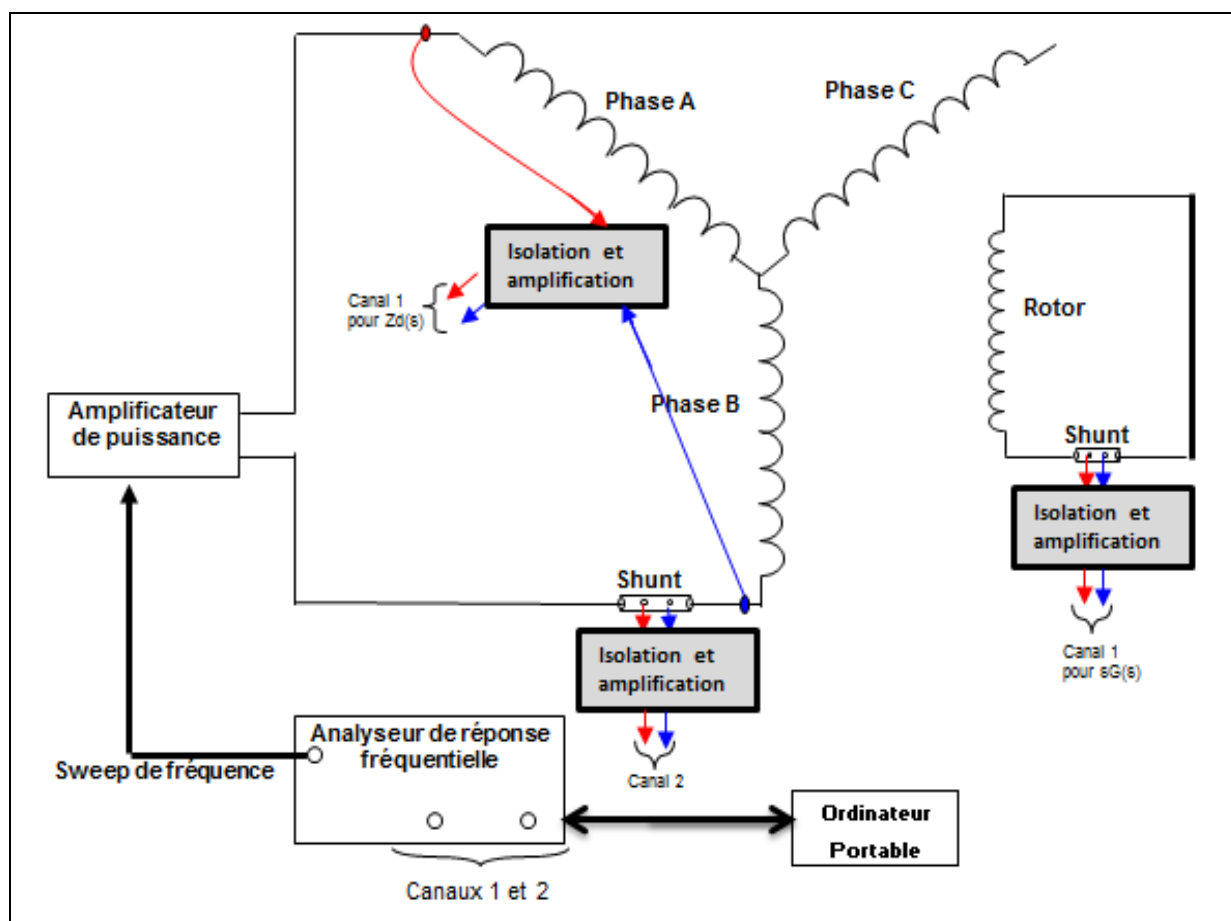 Phase A
Phase C
Isolation et
amplification
Canal 1
pour Zd(s)
Rotor
Amplificateur
de puissance
Phase B
Shunt
Isolation et
amplification
Shunt
Canal 1
pour sG(s)
Isolation et
amplification
Analyseur de réponse
fréquentielle
Sweep de fréquence
Canal 2
Ordinateur
Portable
Canaux 1 et 2